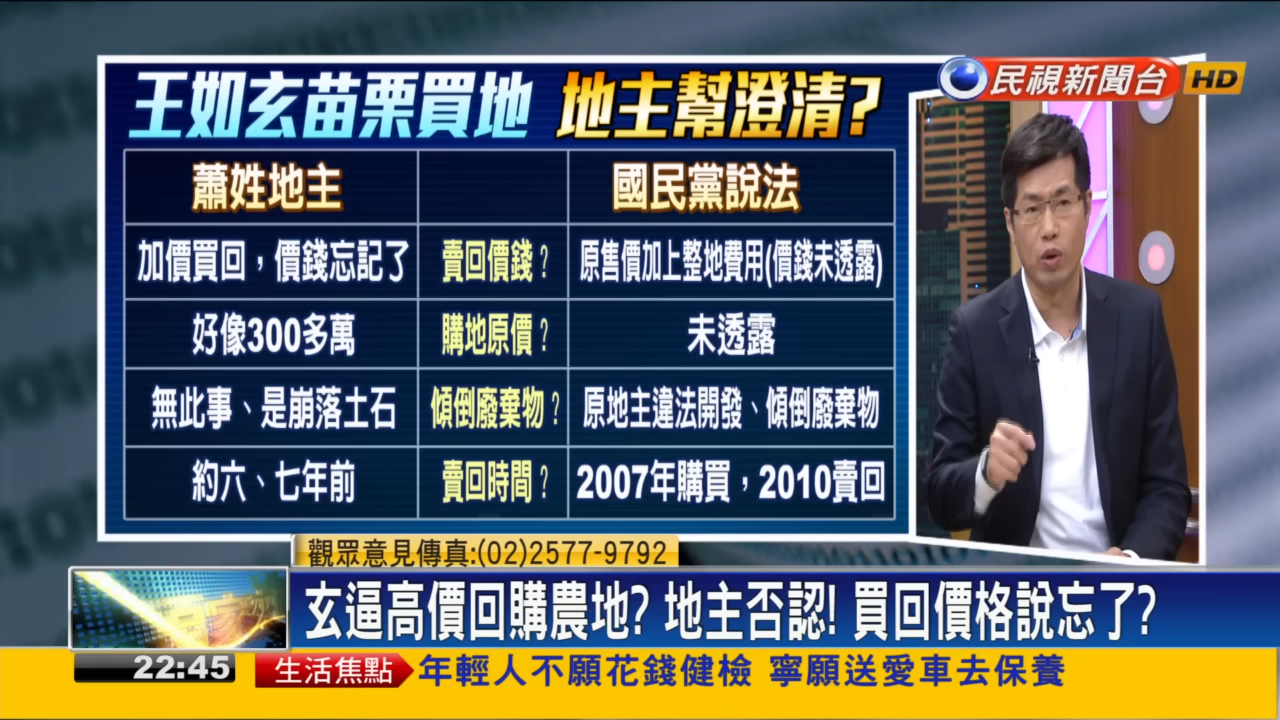 王如玄苗栗買地 地主幫澄清?
民視新聞台 HD
蕭姓地主 國民黨說法
加價買回，價錢忘記了 賣回價錢？ 原售價加上整地費用(價錢未透露)
好像300多萬 購地原價？ 未透露
無此事、是崩落土石 傾倒廢棄物？ 原地主違法開發、傾倒廢棄物
約六、七年前 賣回時間？ 2007年購買，2010賣回
觀眾意見傳真:(02)2577-9792
玄逼高價回購農地? 地主否認! 買回價格說忘了?
22:45 生活焦點 年輕人不願花錢健檢 寧願送愛車去保養